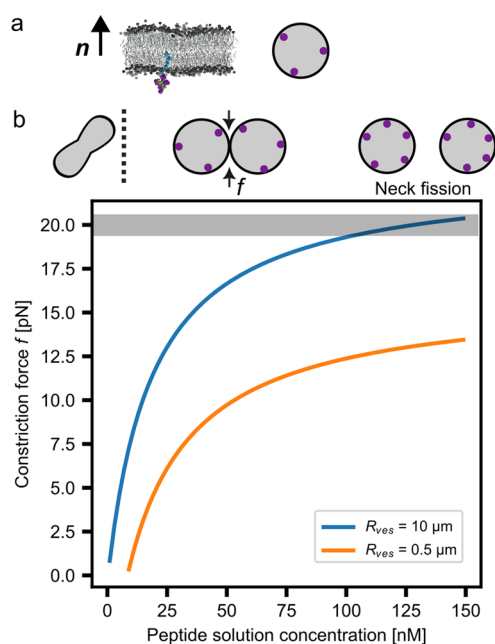 a
n
b
f
Neck fission
Constriction force f [pN]
20.0
17.5
15.0
12.5
10.0
7.5
5.0
2.5
0.0
R_ves = 10 µm
R_ves = 0.5 µm
0 25 50 75 100 125 150
Peptide solution concentration [nM]